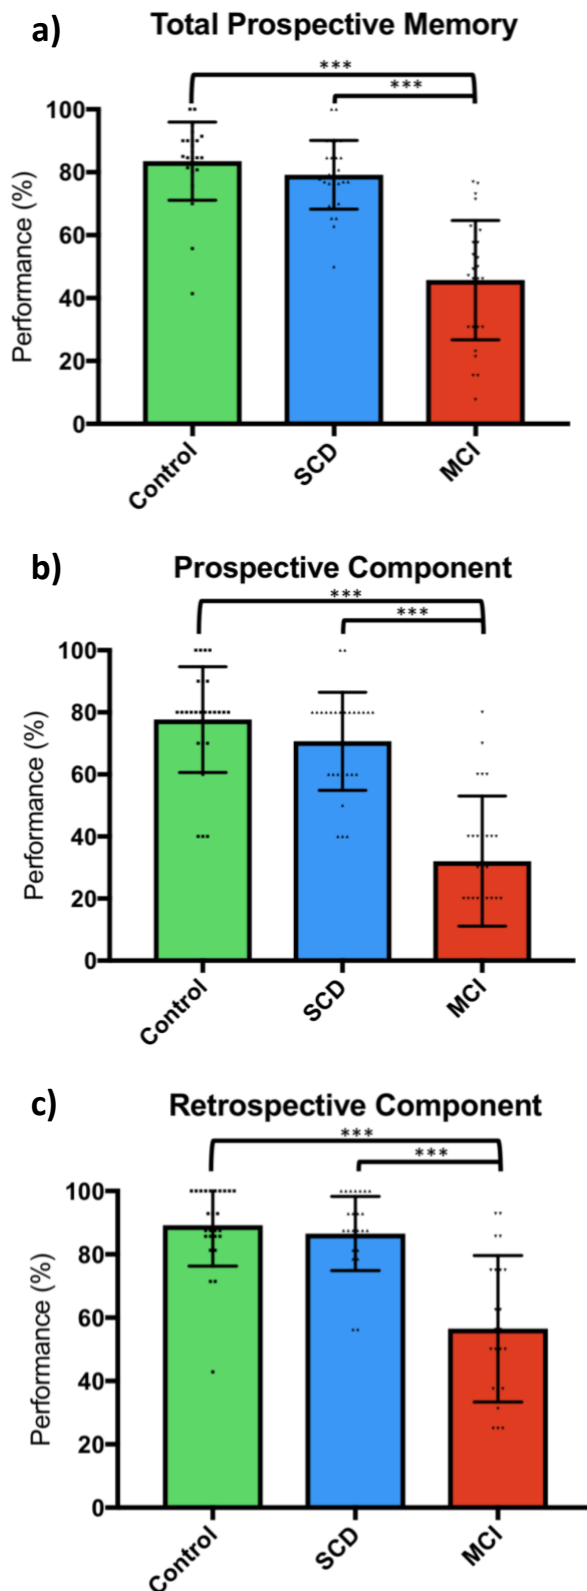 a)
Total Prospective Memory
***
***
100
80
60
40
20
0
Performance (%)
Control
SCD
MCI
b)
Prospective Component
***
***
100
80
60
40
20
0
Performance (%)
Control
SCD
MCI
c)
Retrospective Component
***
***
100
80
60
40
20
0
Performance (%)
Control
SCD
MCI